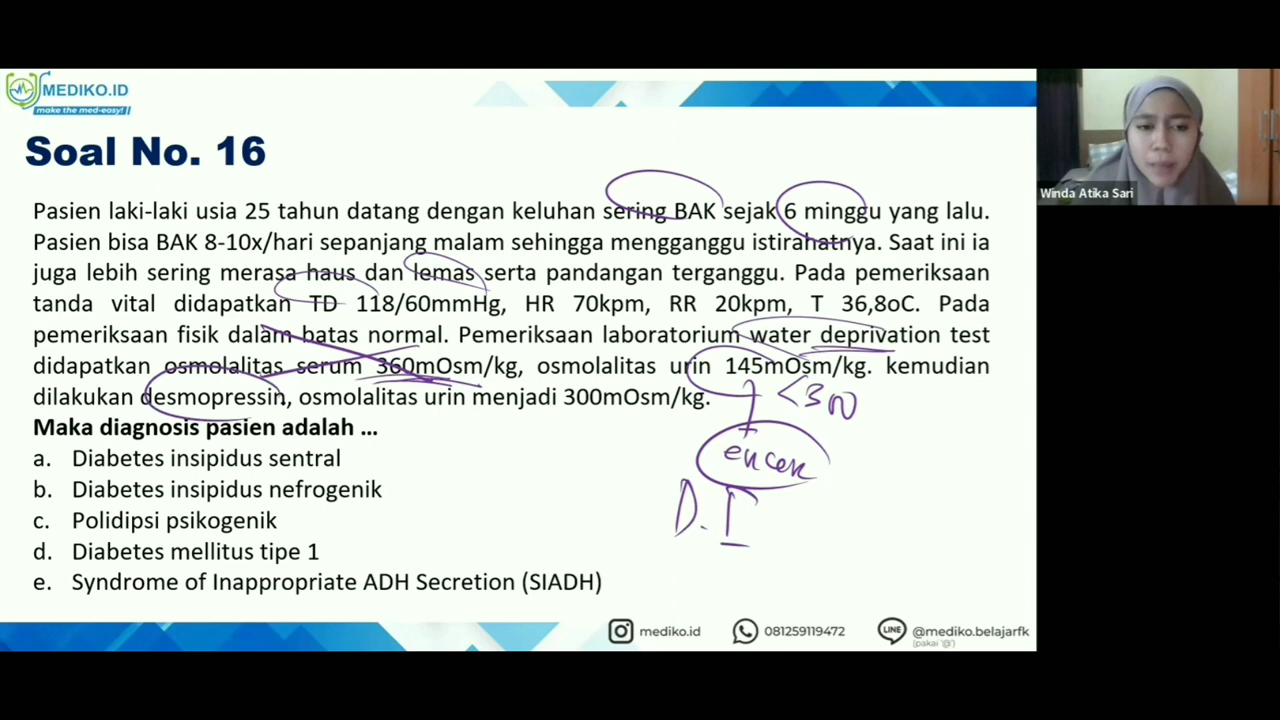 MEDIKO.ID
make the med-easy!
Soal No. 16
Pasien laki-laki usia 25 tahun datang dengan keluhan sering BAK sejak 6 minggu yang lalu.
Pasien bisa BAK 8-10x/hari sepanjang malam sehingga mengganggu istirahatnya. Saat ini ia
juga lebih sering merasa haus dan lemas serta pandangan terganggu. Pada pemeriksaan
tanda vital didapatkan TD 118/60mmHg, HR 70kpm, RR 20kpm, T 36,8oC. Pada
pemeriksaan fisik dalam batas normal. Pemeriksaan laboratorium water deprivation test
didapatkan osmolalitas serum 360mOsm/kg, osmolalitas urin 145mOsm/kg. kemudian
dilakukan desmopressin, osmolalitas urin menjadi 300mOsm/kg.
<300
Maka diagnosis pasien adalah ...
encer
a. Diabetes insipidus sentral
b. Diabetes insipidus nefrogenik
D.I
c. Polidipsi psikogenik
d. Diabetes mellitus tipe 1
e. Syndrome of Inappropriate ADH Secretion (SIADH)
mediko.id
081259119472
LINE
@mediko.belajarfk
(pakai '@')
Winda Atika Sari